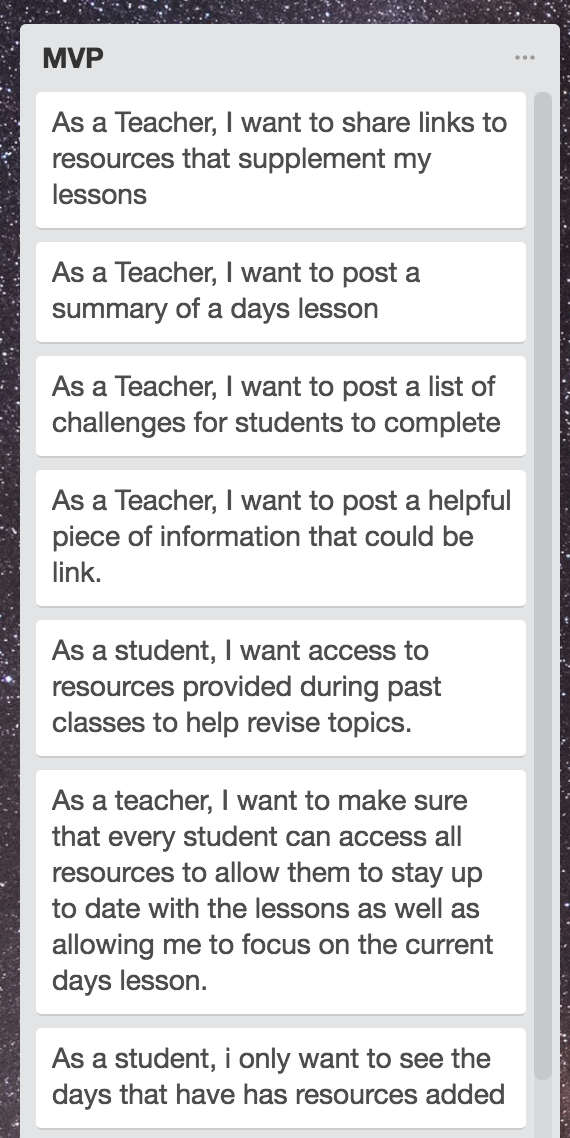 MVP
As a Teacher, I want to share links to
resources that supplement my
lessons
As a Teacher, I want to post a
summary of a days lesson
As a Teacher, I want to post a list of
challenges for students to complete
As a Teacher, I want to post a helpful
piece of information that could be
link.
As a student, I want access to
resources provided during past
classes to help revise topics.
As a teacher, I want to make sure
that every student can access all
resources to allow them to stay up
to date with the lessons as well as
allowing me to focus on the current
days lesson.
As a student, i only want to see the
days that have has resources added